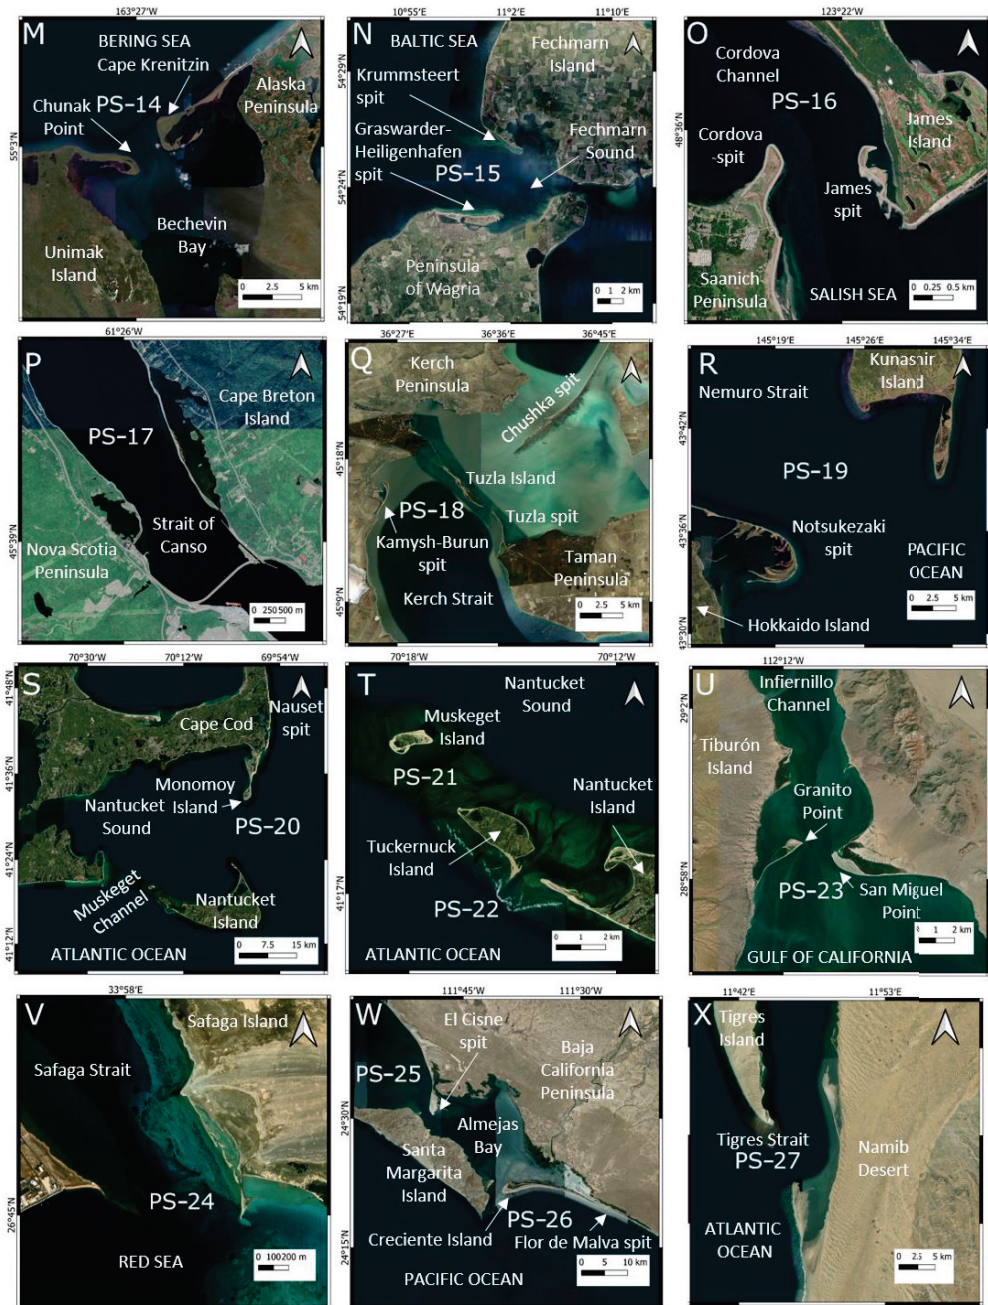 163°27'W
M
BERING SEA
Cape Krenitzin
Chunak
Point
PS-14
Alaska
Peninsula
55°3'N
Bechevin
Bay
Unimak
Island
0 2.5 5 km
10°55'E 11°2'E 11°10'E
N
BALTIC SEA
Fechmarn
Island
Krummsteert
spit
Graswarder-
Heiligenhafen
spit
Fechmarn
Sound
PS-15
Peninsula
of Wagria
54°29'N
54°24'N
54°19'N
0 1 2 km
123°22'W
O
Cordova
Channel
PS-16
Cordova
-spit
James
Island
James
spit
Saanich
Peninsula
SALISH SEA
48°36'N
0 0.25 0.5 km
61°26'W
P
Cape Breton
Island
PS-17
Strait of
Canso
Nova Scotia
Peninsula
45°39'N
0 250 500 m
36°27'E 36°36'E 36°45'E
Q
Kerch
Peninsula
Chushka spit
Tuzla Island
PS-18
Tuzla spit
Kamysh-Burun
spit
Taman
Peninsula
Kerch Strait
45°18'N
45°9'N
0 2.5 5 km
145°19'E 145°26'E 145°34'E
R
Kunashir
Island
Nemuro Strait
PS-19
Notsukezaki
spit
PACIFIC
OCEAN
Hokkaido Island
43°42'N
43°36'N
43°30'N
0 2.5 5 km
70°30'W 70°12'W 69°54'W
S
Nauset
spit
Cape Cod
Monomoy
Island
Nantucket
Sound
PS-20
Muskeget
Channel
Nantucket
Island
ATLANTIC OCEAN
41°48'N
41°36'N
41°24'N
41°12'N
0 7.5 15 km
70°18'W 70°12'W
T
Nantucket
Sound
Muskeget
Island
PS-21
Nantucket
Island
Tuckernuck
Island
PS-22
ATLANTIC OCEAN
41°17'N
0 1 2 km
112°12'W
U
Infiernillo
Channel
Tiburón
Island
Granito
Point
PS-23
San Miguel
Point
GULF OF CALIFORNIA
29°2'N
28°58'N
1 2 km
33°58'E
V
Safaga Island
Safaga Strait
PS-24
RED SEA
26°45'N
0 100 200 m
111°45'W 111°30'W
W
El Cisne
spit
PS-25
Baja
California
Peninsula
Almejas
Bay
Santa
Margarita
Island
PS-26
Creciente Island
Flor de Malva spit
PACIFIC OCEAN
24°30'N
24°15'N
0 5 10 km
11°42'E 11°53'E
X
Tigres
Island
Tigres Strait
PS-27
Namib
Desert
ATLANTIC
OCEAN
0 2.5 5 km